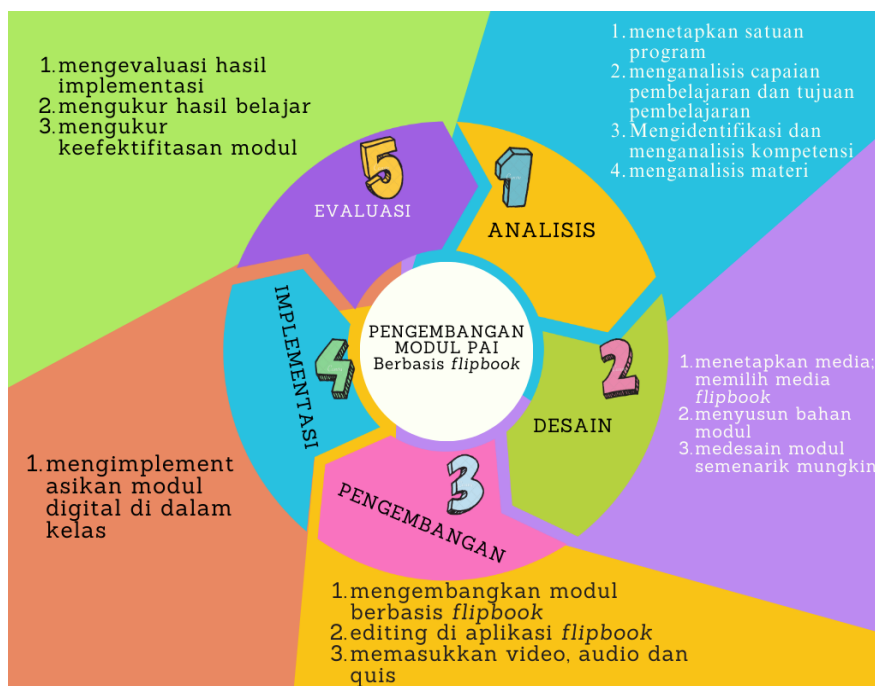 1.mengevaluasi hasil
implementasi
2.mengukur hasil belajar
3.mengukur
keefektifitasan modul
1.menetapkan satuan
program
2.menganalisis capaian
pembelajaran dan tujuan
pembelajaran
3.Mengidentifikasi dan
menganalisis kompetensi
4.menganalisis materi
5
EVALUASI
1
ANALISIS
PENGEMBANGAN
MODUL PAI
Berbasis flipbook
IMPLEMENTASI
4
2
DESAIN
1.menetapkan media;
memilih media
flipbook
2.menyusun bahan
modul
3.medesain modul
semenarik mungkin
3
PENGEMBANGAN
1.mengimplement
asikan modul
digital di dalam
kelas
1.mengembangkan modul
berbasis flipbook
2.editing di aplikasi flipbook
3.memasukkan video, audio dan
quis